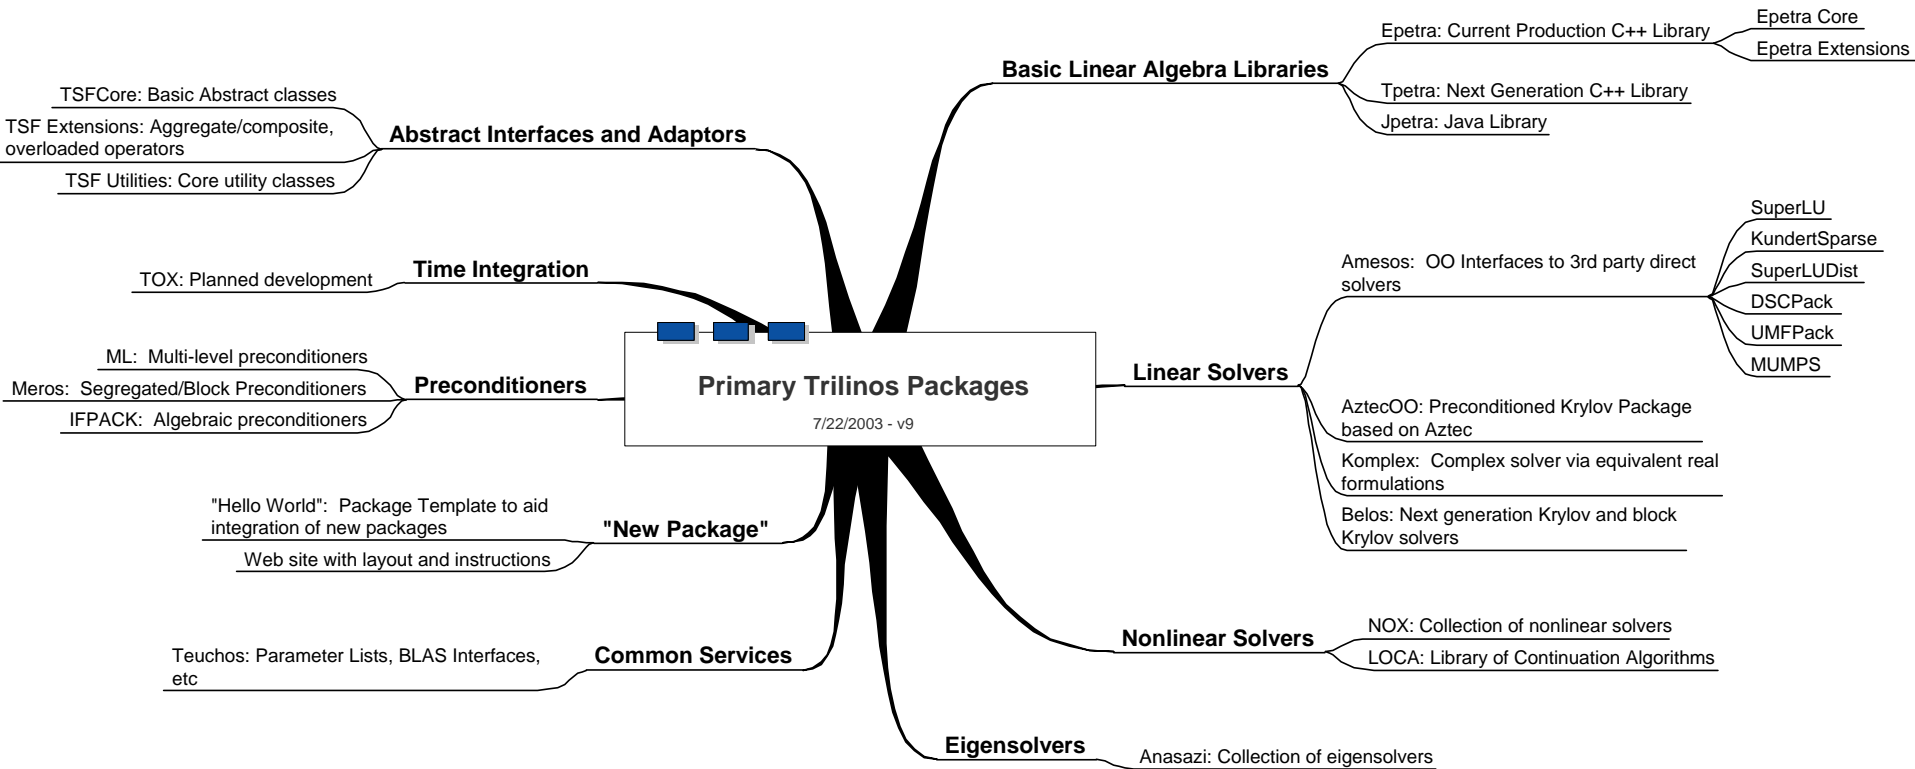 Primary Trilinos Packages
7/22/2003 - v9
Basic Linear Algebra Libraries
Epetra: Current Production C++ Library
Epetra Core
Epetra Extensions
Tpetra: Next Generation C++ Library
Jpetra: Java Library
Linear Solvers
Amesos:  OO Interfaces to 3rd party direct
solvers
SuperLU
KundertSparse
SuperLUDist
DSCPack
UMFPack
MUMPS
AztecOO: Preconditioned Krylov Package
based on Aztec
Komplex:  Complex solver via equivalent real
formulations
Belos: Next generation Krylov and block
Krylov solvers
Nonlinear Solvers
NOX: Collection of nonlinear solvers
LOCA: Library of Continuation Algorithms
Eigensolvers
Anasazi: Collection of eigensolvers
Common Services
Teuchos: Parameter Lists, BLAS Interfaces,
etc
"New Package"
"Hello World":  Package Template to aid
integration of new packages
Web site with layout and instructions
Preconditioners
ML:  Multi-level preconditioners
Meros:  Segregated/Block Preconditioners
IFPACK:  Algebraic preconditioners
Time Integration
TOX: Planned development
Abstract Interfaces and Adaptors
TSFCore: Basic Abstract classes
TSF Extensions: Aggregate/composite,
overloaded operators
TSF Utilities: Core utility classes